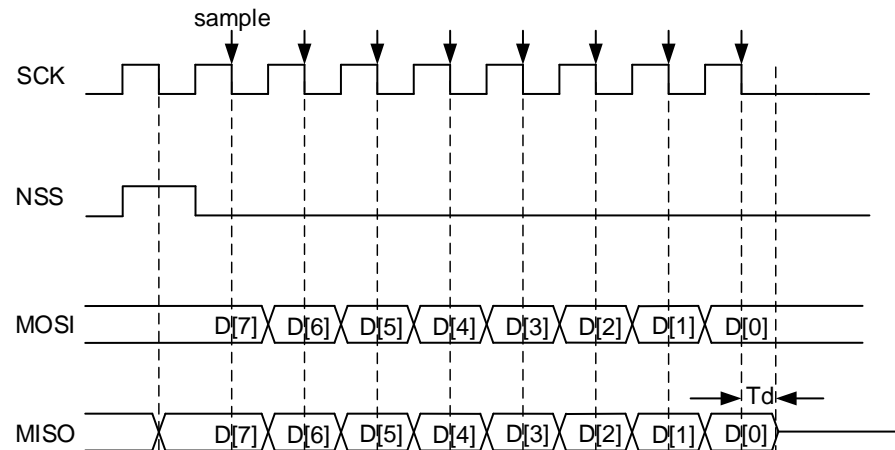 sample
SCK
NSS
MOSI D[7] D[6] D[5] D[4] D[3] D[2] D[1] D[0]
Td
MISO D[7] D[6] D[5] D[4] D[3] D[2] D[1] D[0]